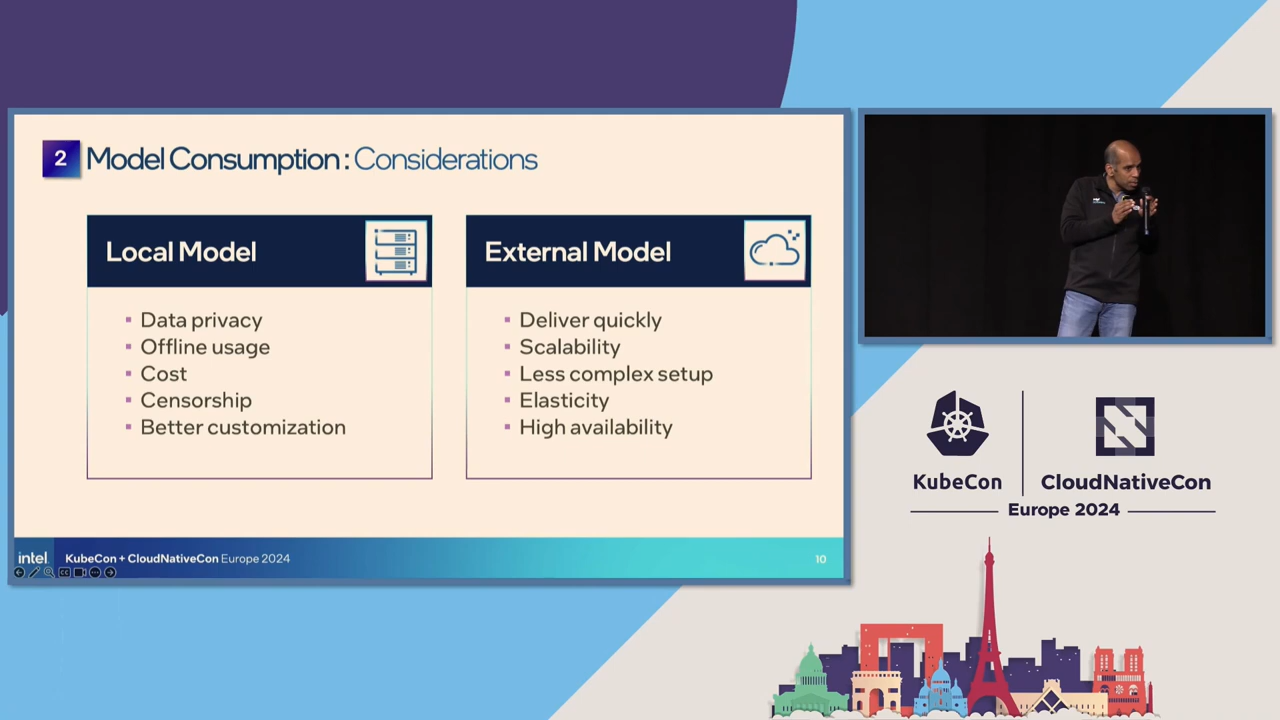 2 Model Consumption : Considerations
Local Model
Data privacy
Offline usage
Cost
Censorship
Better customization
External Model
Deliver quickly
Scalability
Less complex setup
Elasticity
High availability
intel. KubeCon + CloudNativeCon Europe 2024
10
KubeCon
CloudNativeCon
Europe 2024